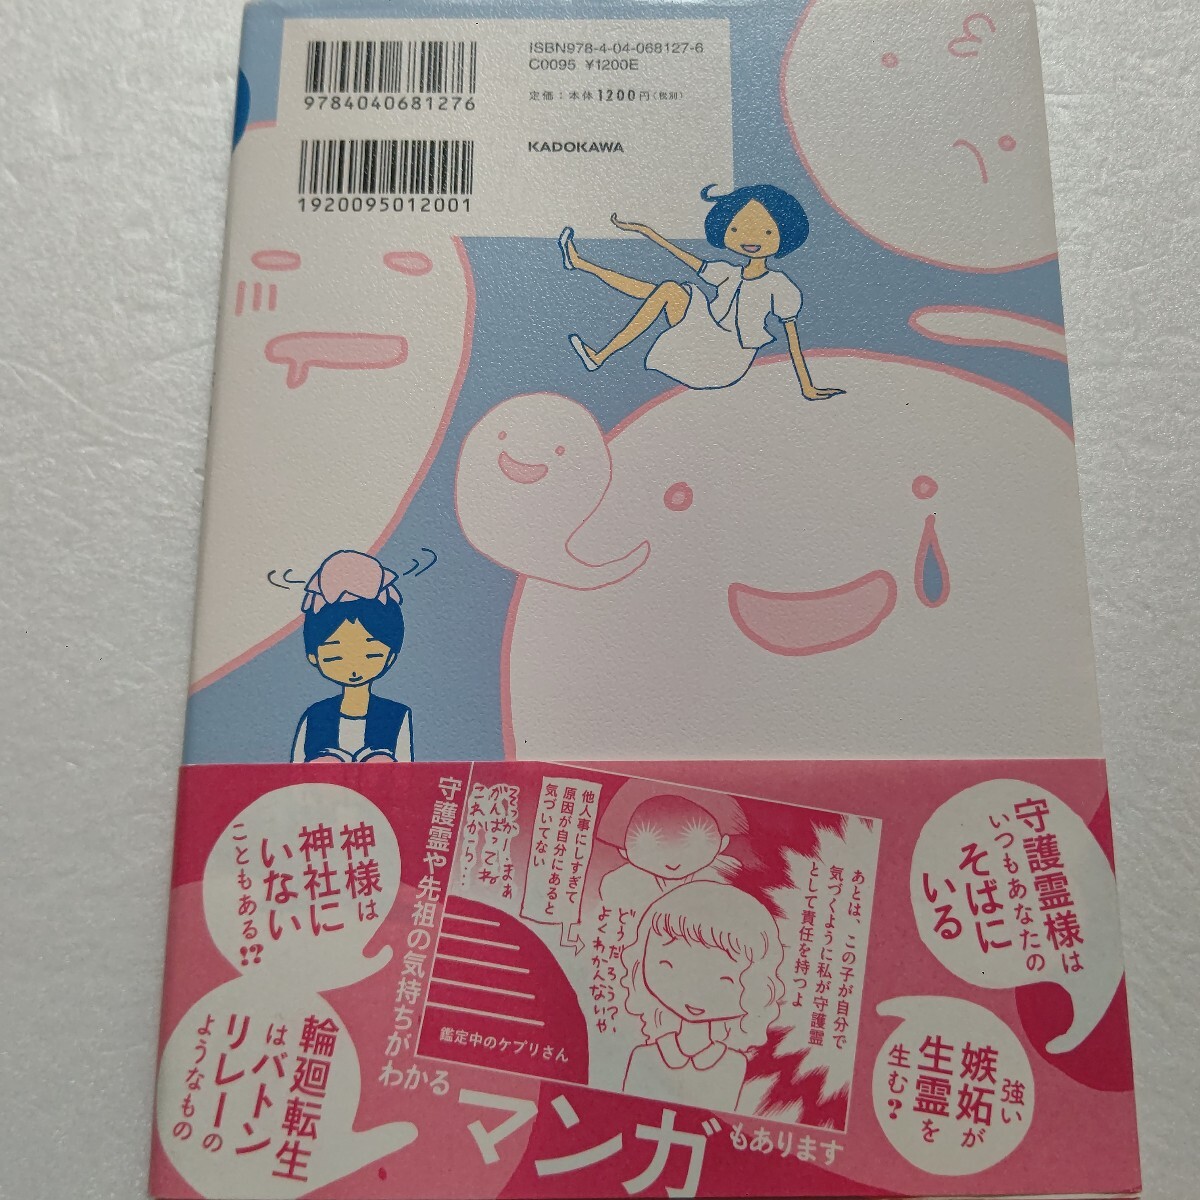 ISBN978-4-04-068127-6
C0095 ¥1200E
定価：本体1200円（税別）
9784040681276
KADOKAWA
1920095012001
守護霊様は
いつもあなたの
そばに
いる
強い
嫉妬が
生霊を
生む？
あとは、この子が自分で
気づくように私が守護霊
として責任を持つよ
他人事にしすぎて
原因が自分にあると
気づいてない
どうだろう？、
よくわかんないや
そっかー、まぁ
がんばってね
これから…
鑑定中のケプリさん
守護霊や先祖の気持ちがわかる
マンガもあります
神様は
神社に
いない
こともある!?
輪廻転生
はバトン
リレーの
ようなもの